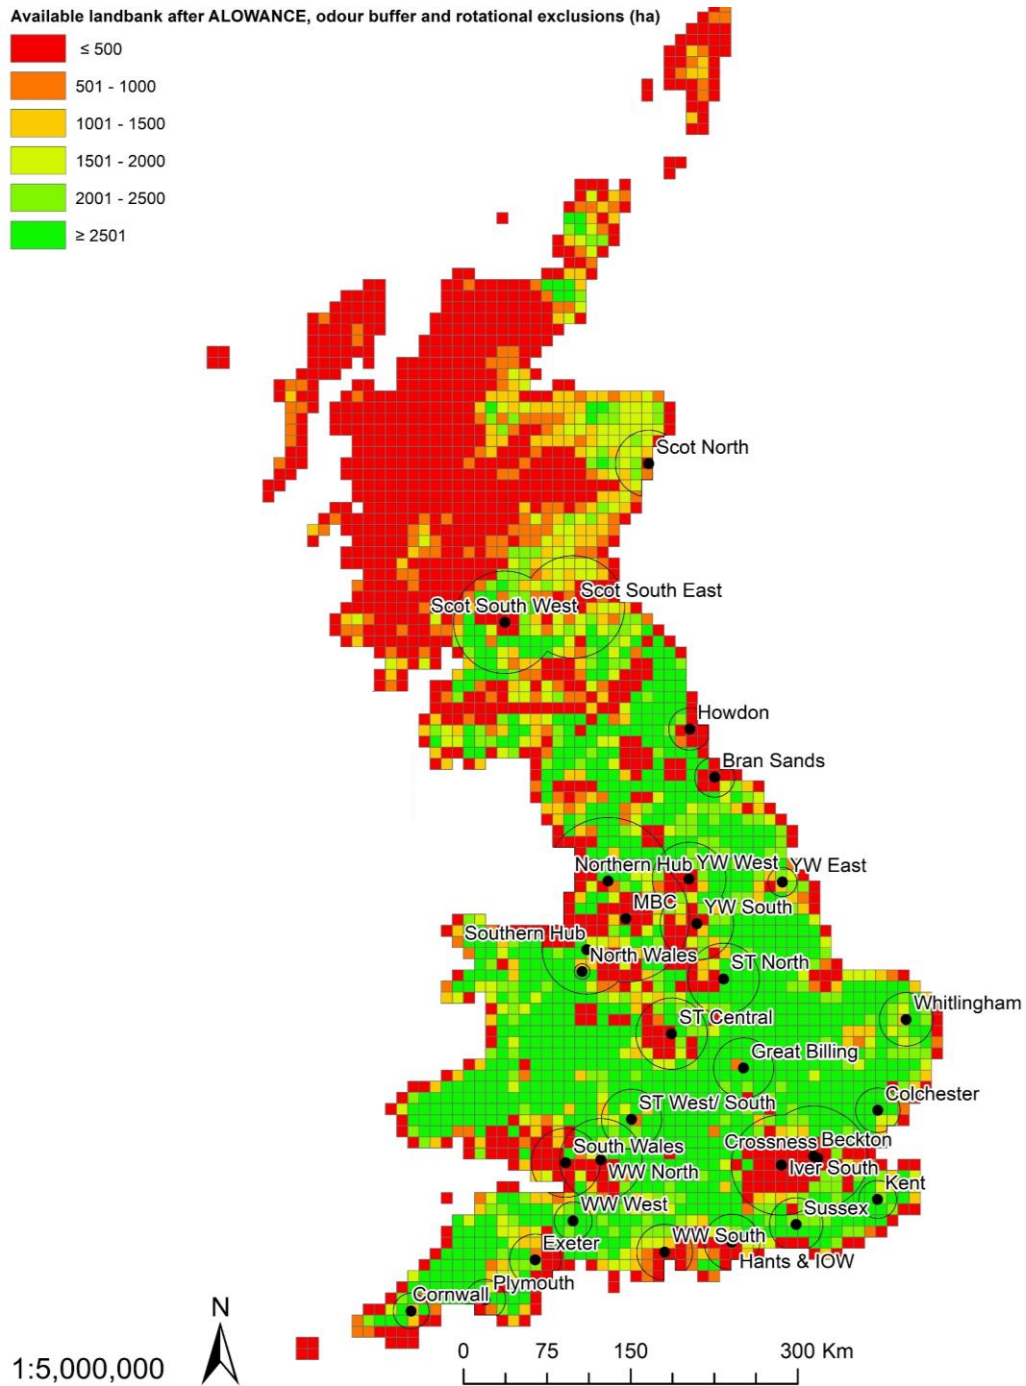 Available landbank after ALOWANCE, odour buffer and rotational exclusions (ha)
≤ 500
501 - 1000
1001 - 1500
1501 - 2000
2001 - 2500
≥ 2501
Scot North
Scot South East
Scot South West
Howdon
Bran Sands
Northern Hub
YW West
YW East
MBC
YW South
Southern Hub
North Wales
ST North
Whitlingham
ST Central
Great Billing
Colchester
ST West/ South
Crossness
Beckton
South Wales
Iver South
WW North
Kent
WW West
Sussex
WW South
Exeter
Hants & IOW
Plymouth
Cornwall
N
0 75 150 300 Km
1:5,000,000